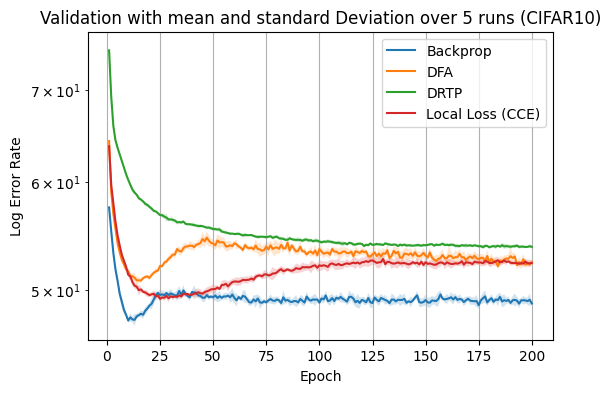 Validation with mean and standard Deviation over 5 runs (CIFAR10)
Log Error Rate
7 × 10¹
6 × 10¹
5 × 10¹
Backprop
DFA
DRTP
Local Loss (CCE)
0 25 50 75 100 125 150 175 200
Epoch